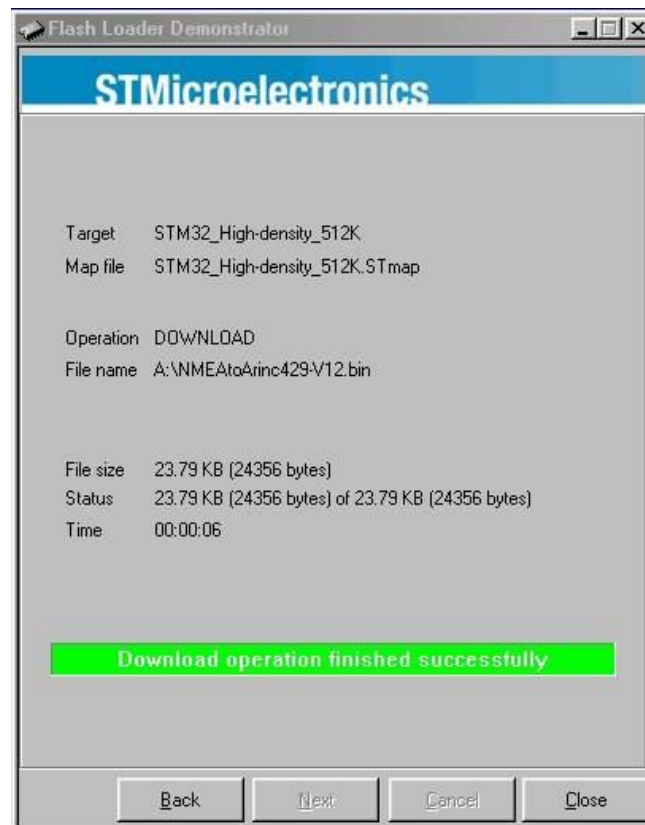 Flash Loader Demonstrator
STMicroelectronics
Target STM32_High-density_512K
Map file STM32_High-density_512K.STmap
Operation DOWNLOAD
File name A:\NMEAtoArinc429-V12.bin
File size 23.79 KB (24356 bytes)
Status 23.79 KB (24356 bytes) of 23.79 KB (24356 bytes)
Time 00:00:06
Download operation finished successfully
Back Next Cancel Close